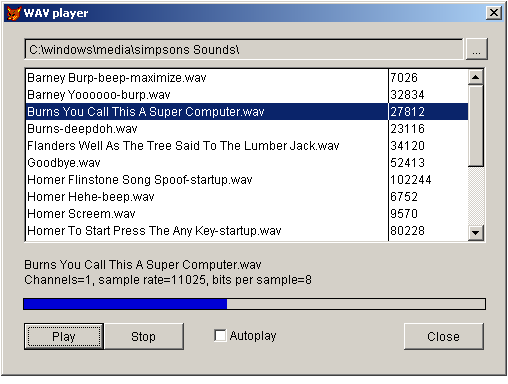 WAV player
C:\windows\media\simpsons Sounds\ ...
Barney Burp-beep-maximize.wav 7026
Barney Yoooooo-burp.wav 32834
Burns You Call This A Super Computer.wav 27812
Burns-deepdoh.wav 23116
Flanders Well As The Tree Said To The Lumber Jack.wav 34120
Goodbye.wav 52413
Homer Flinstone Song Spoof-startup.wav 102244
Homer Hehe-beep.wav 6752
Homer Screem.wav 9570
Homer To Start Press The Any Key-startup.wav 80228
Burns You Call This A Super Computer.wav
Channels=1, sample rate=11025, bits per sample=8
Play Stop Autoplay Close